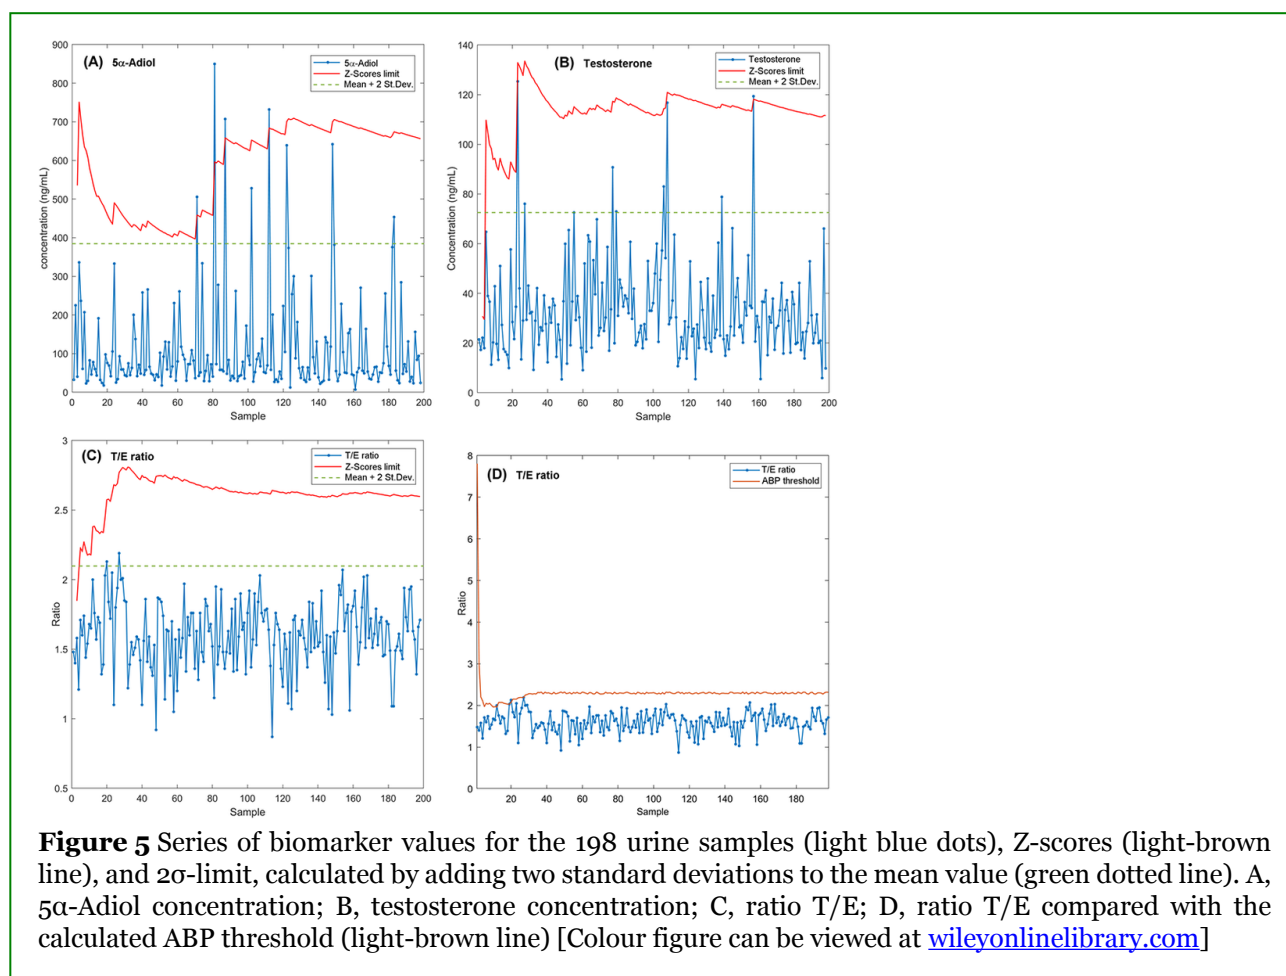 (A) 5α-Adiol
5α-Adiol
Z-Scores limit
Mean + 2 St.Dev.
900
800
700
600
500
400
300
200
100
0
concentration (ng/mL)
0 20 40 60 80 100 120 140 160 180 200
Sample
(B) Testosterone
Testosterone
Z-Scores limit
Mean + 2 St.Dev.
140
120
100
80
60
40
20
0
Concentration (ng/mL)
0 20 40 60 80 100 120 140 160 180 200
Sample
(C) T/E ratio
T/E ratio
Z-Scores limit
Mean + 2 St.Dev.
3
2.5
2
1.5
1
0.5
Ratio
0 20 40 60 80 100 120 140 160 180 200
Sample
(D) T/E ratio
T/E ratio
ABP threshold
8
7
6
5
4
3
2
1
0
Ratio
20 40 60 80 100 120 140 160 180
Sample
Figure 5 Series of biomarker values for the 198 urine samples (light blue dots), Z-scores (light-brown
line), and 2σ-limit, calculated by adding two standard deviations to the mean value (green dotted line). A,
5α-Adiol concentration; B, testosterone concentration; C, ratio T/E; D, ratio T/E compared with the
calculated ABP threshold (light-brown line) [Colour figure can be viewed at wileyonlinelibrary.com]